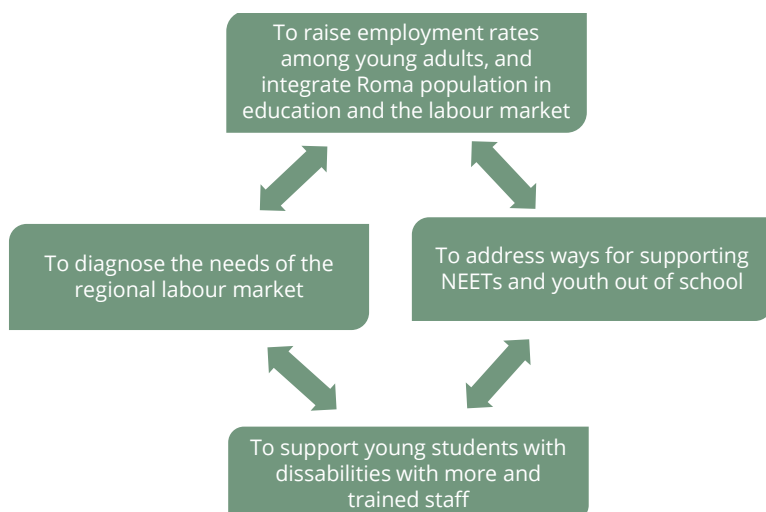 To raise employment rates
among young adults, and
integrate Roma population in
education and the labour market
To diagnose the needs of the
regional labour market
To address ways for supporting
NEETs and youth out of school
To support young students with
dissabilities with more and
trained staff